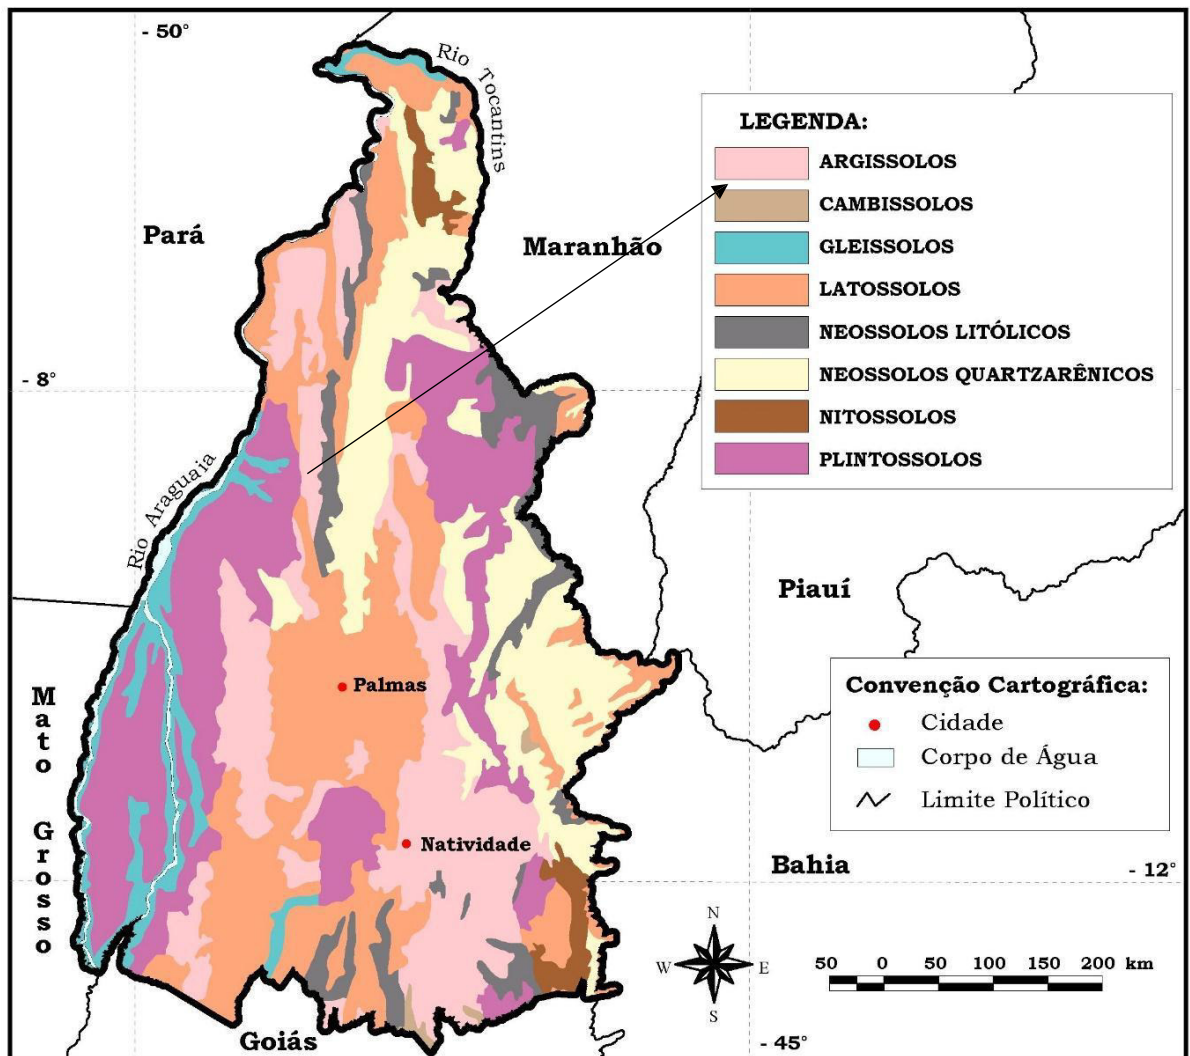 - 50°
Rio Tocantins
LEGENDA:
ARGISSOLOS
CAMBISSOLOS
GLEISSOLOS
LATOSSOLOS
NEOSSOLOS LITÓLICOS
NEOSSOLOS QUARTZARÊNICOS
NITOSSOLOS
PLINTOSSOLOS
Pará
Maranhão
- 8°
Rio Araguaia
Piauí
Mato Grosso
Palmas
Convenção Cartográfica:
Cidade
Corpo de Água
Limite Político
Natividade
Bahia
- 12°
N
W
E
S
50 0 50 100 150 200 km
Goiás
- 45°